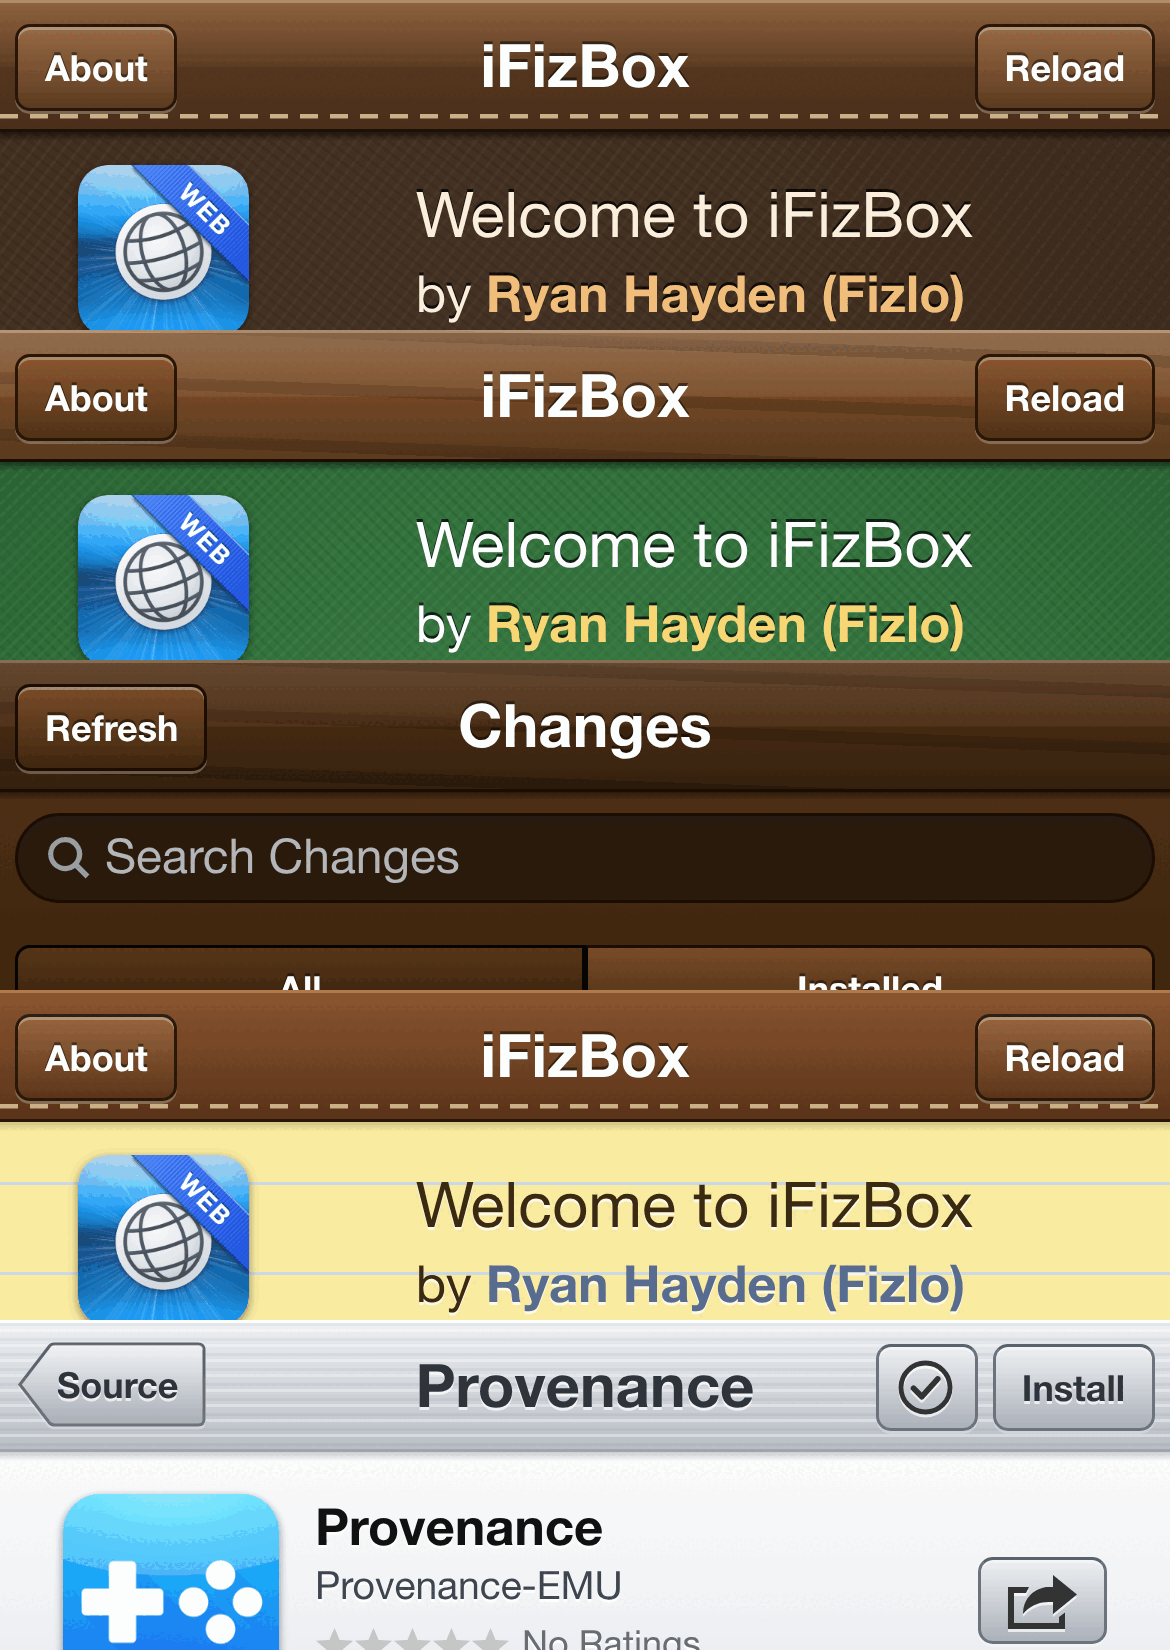 About iFizBox Reload
WEB
Welcome to iFizBox
by Ryan Hayden (Fizlo)
About iFizBox Reload
WEB
Welcome to iFizBox
by Ryan Hayden (Fizlo)
Refresh Changes
Search Changes
All Installed
About iFizBox Reload
WEB
Welcome to iFizBox
by Ryan Hayden (Fizlo)
Source Provenance Install
Provenance
Provenance-EMU
No Ratings